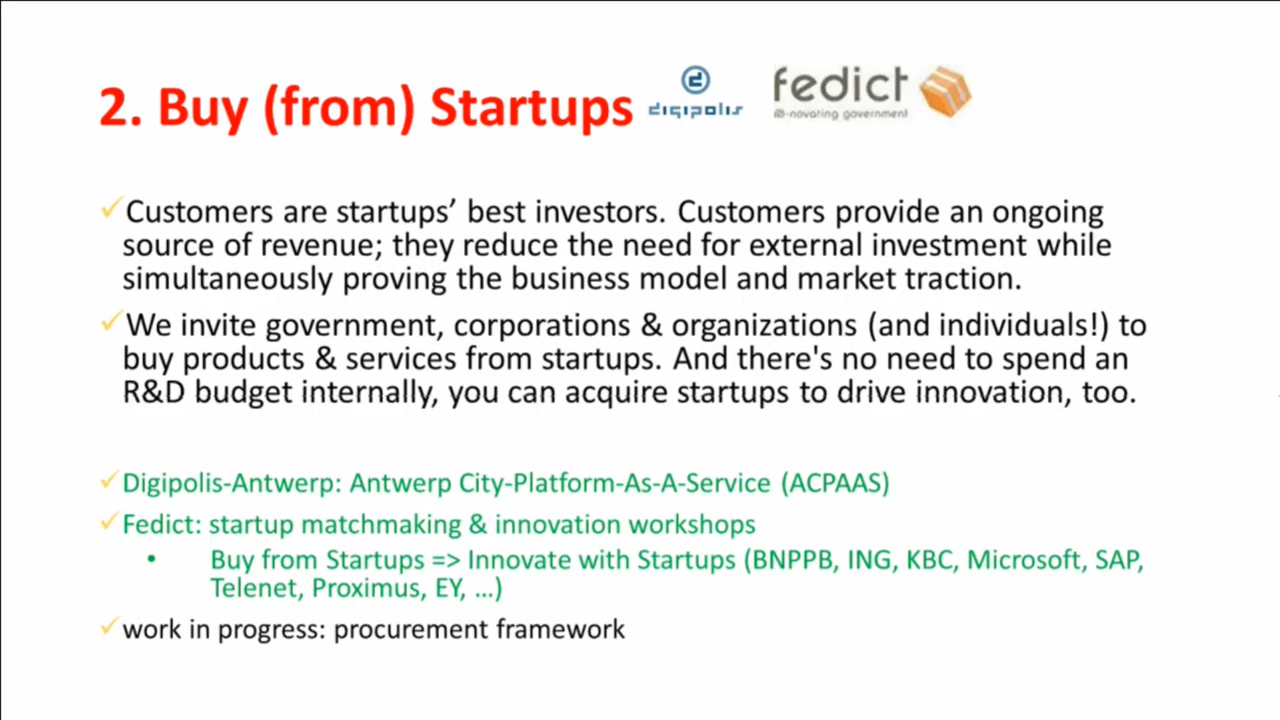 2. Buy (from) Startups
digipolis
fedict
e-novating government
Customers are startups’ best investors. Customers provide an ongoing
source of revenue; they reduce the need for external investment while
simultaneously proving the business model and market traction.
We invite government, corporations & organizations (and individuals!) to
buy products & services from startups. And there's no need to spend an
R&D budget internally, you can acquire startups to drive innovation, too.
Digipolis-Antwerp: Antwerp City-Platform-As-A-Service (ACPAAS)
Fedict: startup matchmaking & innovation workshops
• Buy from Startups => Innovate with Startups (BNPPB, ING, KBC, Microsoft, SAP,
Telenet, Proximus, EY, ...)
work in progress: procurement framework